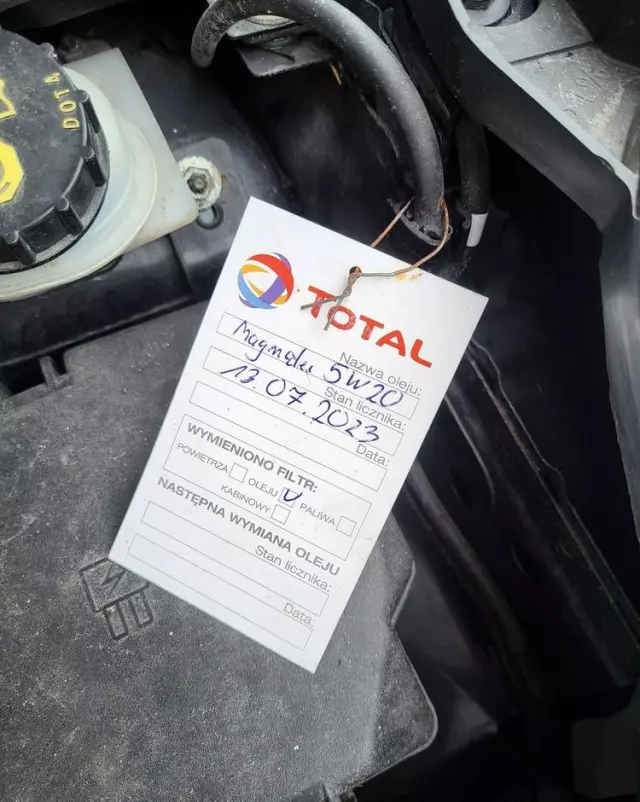 DOT4
TOTAL
Nazwa oleju:
Magnatec 5W20
Stan licznika:
13.07.2023
Data:
WYMIENIONO FILTR:
POWIETRZA OLEJU PALIWA
KABINOWY
NASTĘPNA WYMIANA OLEJU
Stan licznika:
Data: